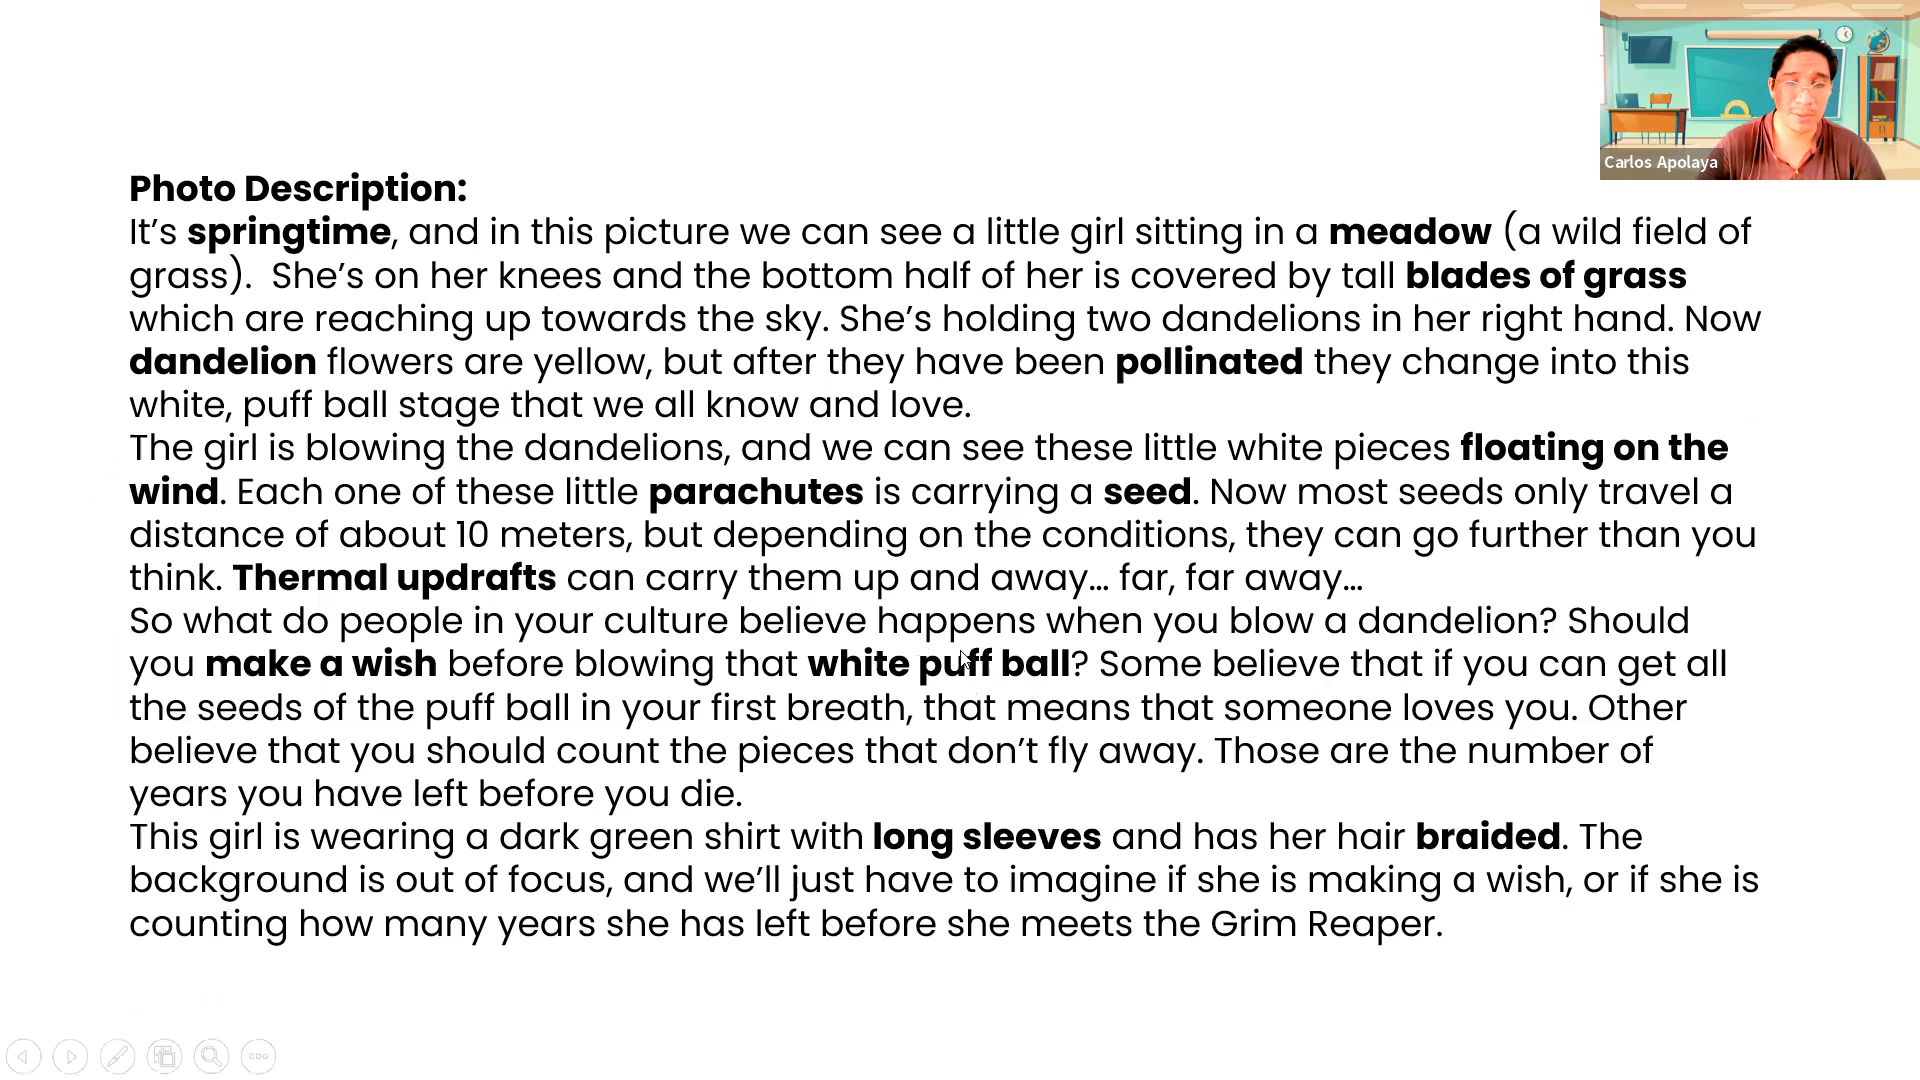 Carlos Apolaya
Photo Description:
It’s springtime, and in this picture we can see a little girl sitting in a meadow (a wild field of
grass).  She’s on her knees and the bottom half of her is covered by tall blades of grass
which are reaching up towards the sky. She’s holding two dandelions in her right hand. Now
dandelion flowers are yellow, but after they have been pollinated they change into this
white, puff ball stage that we all know and love.
The girl is blowing the dandelions, and we can see these little white pieces floating on the
wind. Each one of these little parachutes is carrying a seed. Now most seeds only travel a
distance of about 10 meters, but depending on the conditions, they can go further than you
think. Thermal updrafts can carry them up and away… far, far away…
So what do people in your culture believe happens when you blow a dandelion? Should
you make a wish before blowing that white puff ball? Some believe that if you can get all
the seeds of the puff ball in your first breath, that means that someone loves you. Other
believe that you should count the pieces that don’t fly away. Those are the number of
years you have left before you die.
This girl is wearing a dark green shirt with long sleeves and has her hair braided. The
background is out of focus, and we’ll just have to imagine if she is making a wish, or if she is
counting how many years she has left before she meets the Grim Reaper.